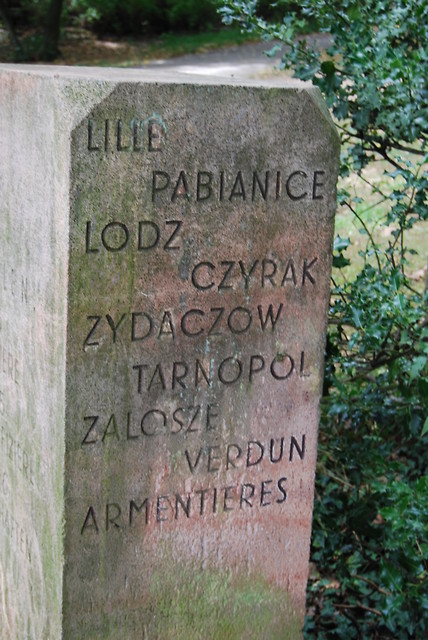 LILLE
PABIANICE
LODZ
CZYRAK
ZYDACZOW
TARNOPOL
ZALOSZE
VERDUN
ARMENTIERES